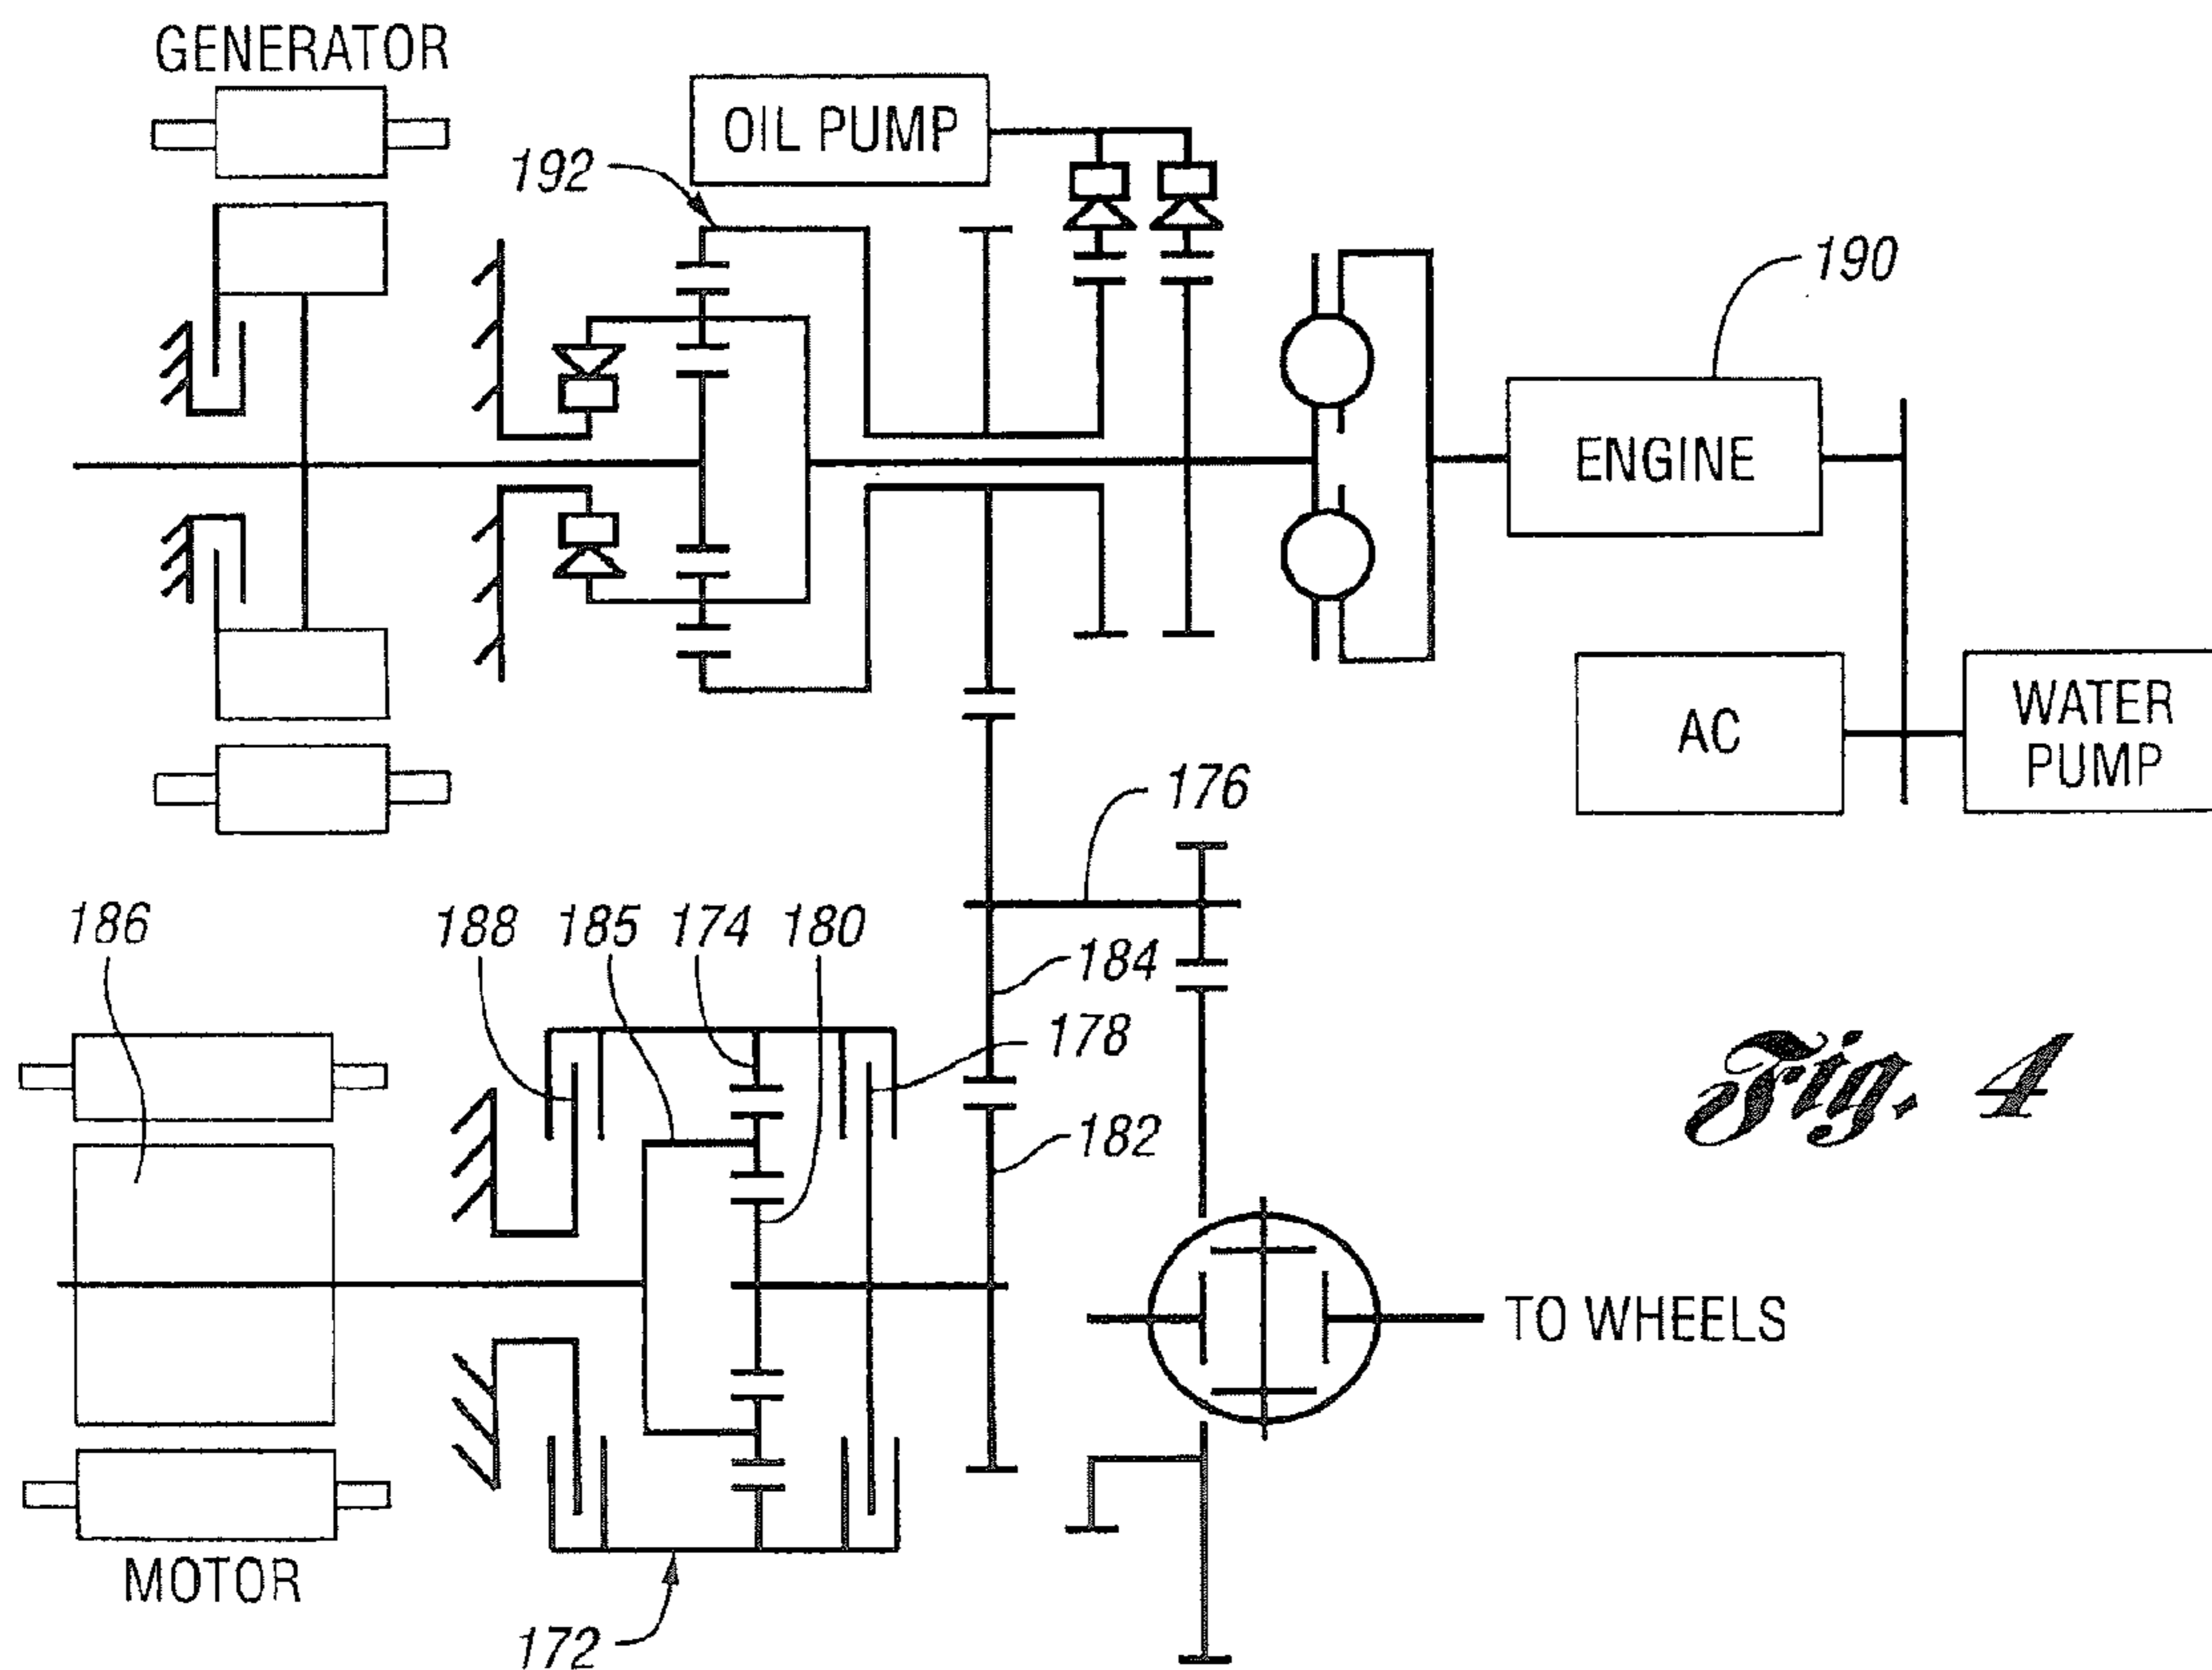 GENERATOR
OIL PUMP
192
190
ENGINE
AC
WATER
PUMP
176
186
188
185
174
180
184
178
182
Fig. 4
TO WHEELS
MOTOR
172